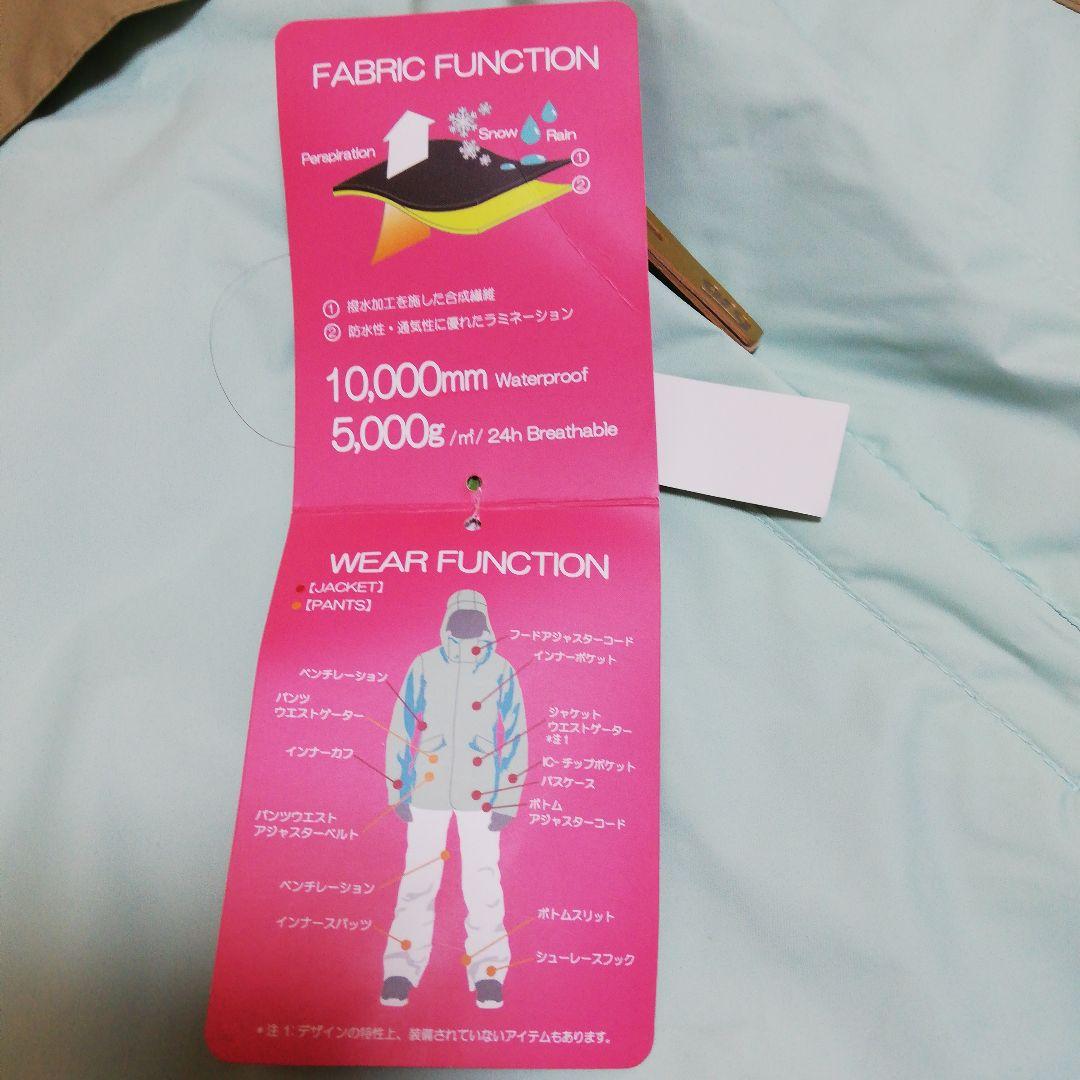 FABRIC FUNCTION
Perspiration
Snow Rain
①
②
① 撥水加工を施した合成繊維
② 防水性・通気性に優れたラミネーション
10,000mm Waterproof
5,000g /㎡/ 24h Breathable
WEAR FUNCTION
●【JACKET】
●【PANTS】
フードアジャスターコード
インナーポケット
ベンチレーション
パンツ
ウエストゲーター
ジャケット
ウエストゲーター
*注1
インナーカフ
IC-チップポケット
パスケース
ボトム
アジャスターコード
パンツウエスト
アジャスターベルト
ベンチレーション
インナースパッツ
ボトムスリット
シューレースフック
*注1:デザインの特性上、装備されていないアイテムもあります。